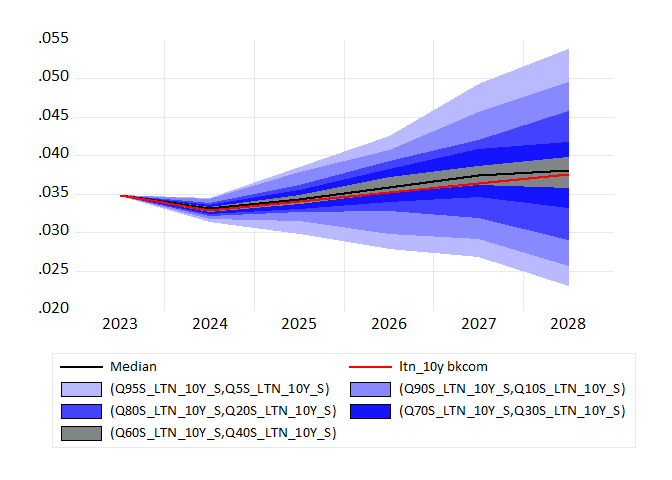 .055
.050
.045
.040
.035
.030
.025
.020
2023 2024 2025 2026 2027 2028
Median ltn_10y bkcom
(Q95S_LTN_10Y_S,Q5S_LTN_10Y_S) (Q90S_LTN_10Y_S,Q10S_LTN_10Y_S)
(Q80S_LTN_10Y_S,Q20S_LTN_10Y_S) (Q70S_LTN_10Y_S,Q30S_LTN_10Y_S)
(Q60S_LTN_10Y_S,Q40S_LTN_10Y_S)